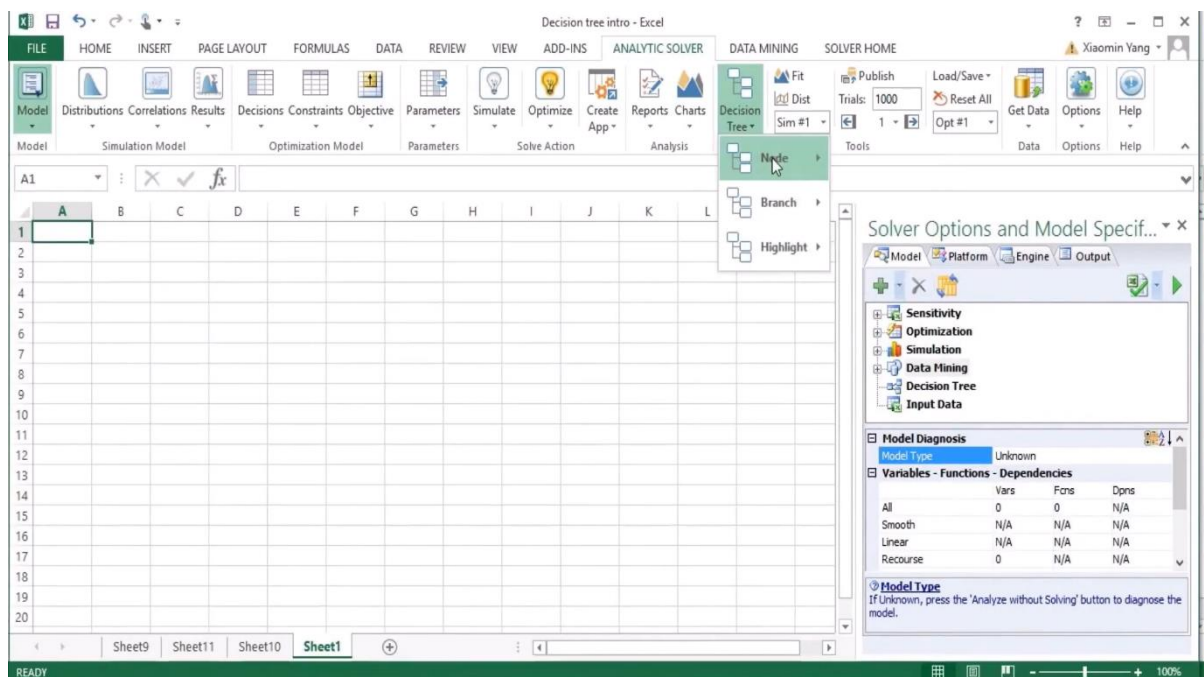 Decision tree intro - Excel
FILE HOME INSERT PAGE LAYOUT FORMULAS DATA REVIEW VIEW ADD-INS ANALYTIC SOLVER DATA MINING SOLVER HOME Xiaomin Yang
Model Distributions Correlations Results Decisions Constraints Objective Parameters Simulate Optimize Create App Reports Charts Decision Tree
Fit Publish Load/Save
Dist Trials: 1000 Reset All
Sim #1 1 Opt #1
Get Data Options Help
Model Simulation Model Optimization Model Parameters Solve Action Analysis Tools Data Options Help
Node
Branch
Highlight
A1 fx
A B C D E F G H I J K L
1
2
3
4
5
6
7
8
9
10
11
12
13
14
15
16
17
18
19
20
Solver Options and Model Specif...
Model Platform Engine Output
Sensitivity
Optimization
Simulation
Data Mining
Decision Tree
Input Data
Model Diagnosis
Model Type Unknown
Variables - Functions - Dependencies
Vars Fcns Dpns
All 0 0 N/A
Smooth N/A N/A N/A
Linear N/A N/A N/A
Recourse 0 N/A N/A
Model Type
If Unknown, press the 'Analyze without Solving' button to diagnose the
model.
Sheet9 Sheet11 Sheet10 Sheet1
READY 100%